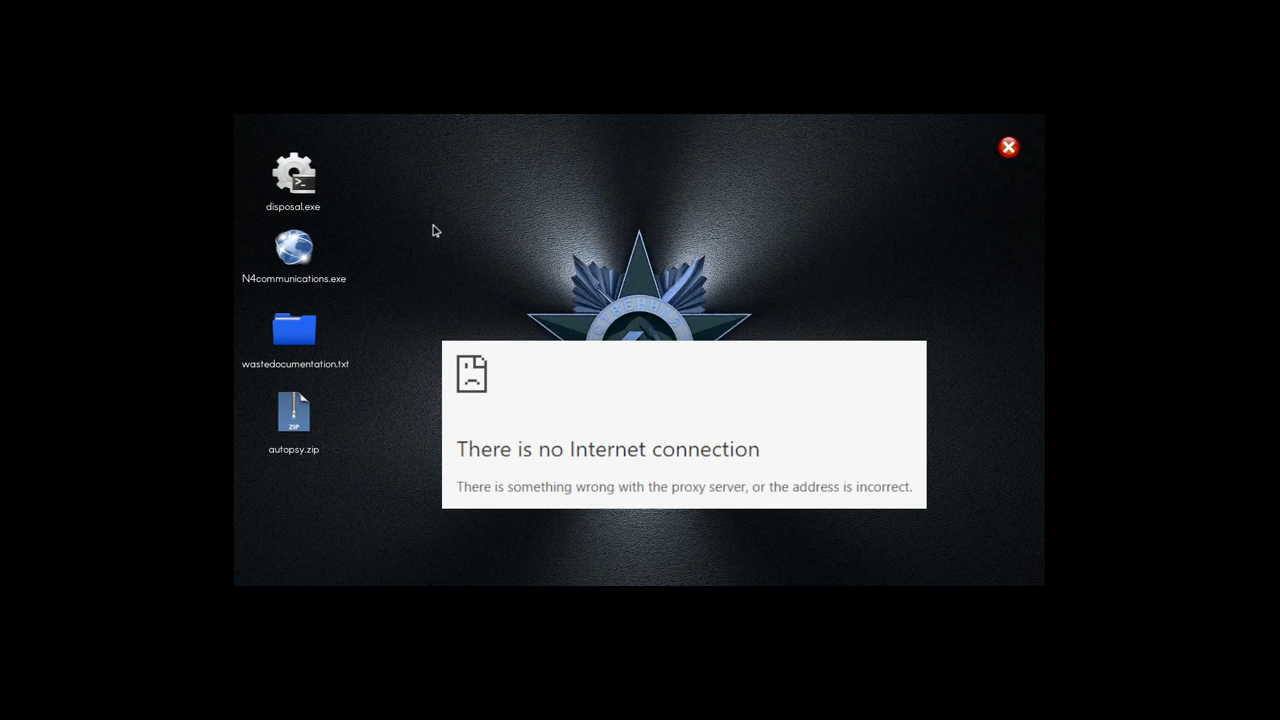 disposal.exe
N4communications.exe
wastedocumentation.txt
ZIP
autopsy.zip
There is no Internet connection
There is something wrong with the proxy server, or the address is incorrect.